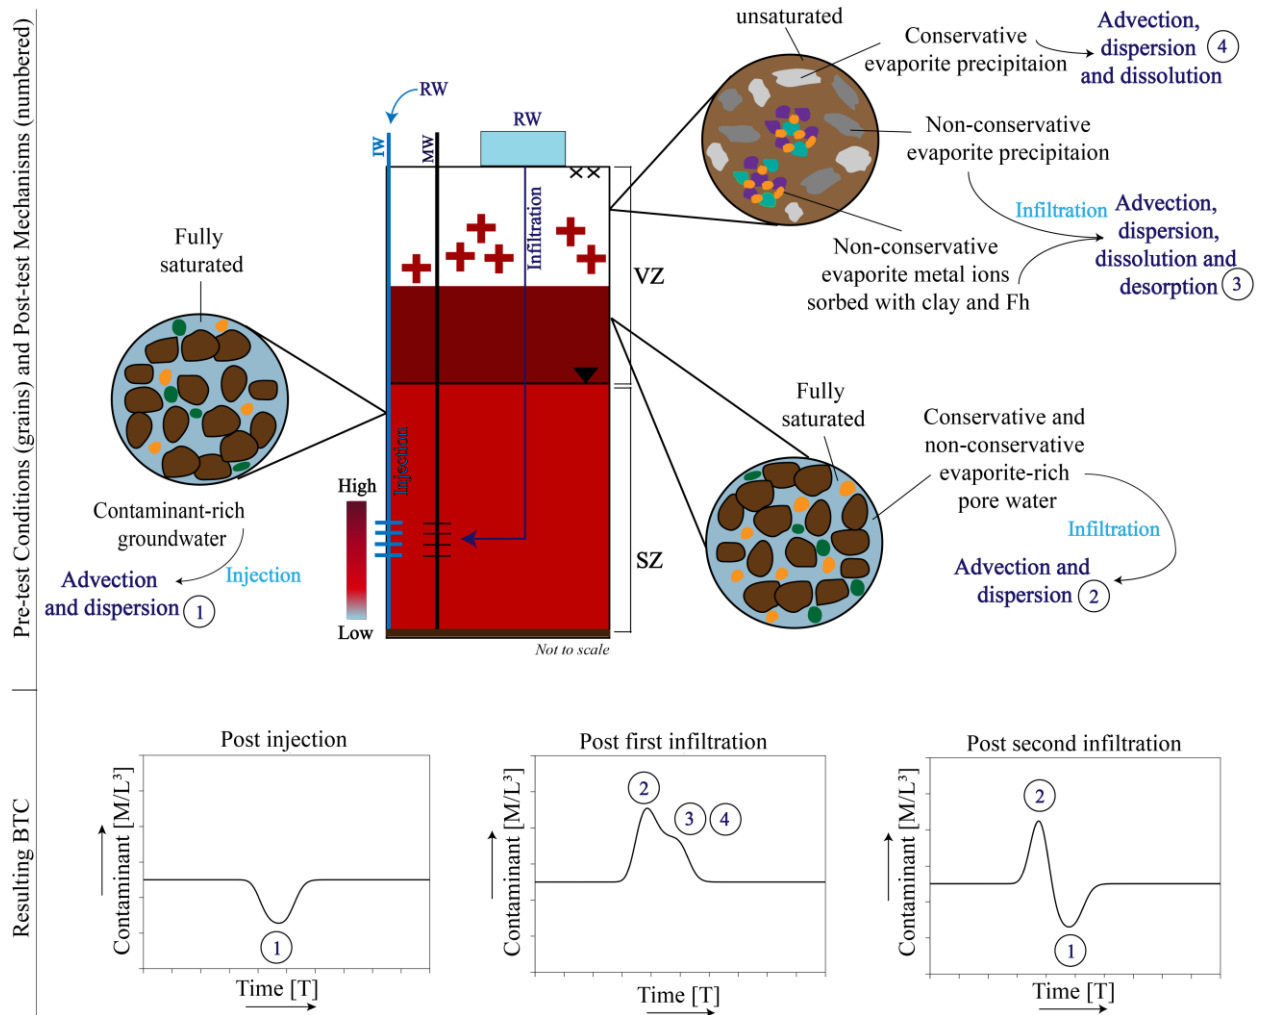 Pre-test Conditions (grains) and Post-test Mechanisms (numbered)
unsaturated
Conservative
evaporite precipitaion
Advection,
dispersion
and dissolution
4
Non-conservative
evaporite precipitaion
Infiltration
Advection,
dispersion,
dissolution and
desorption
3
Non-conservative
evaporite metal ions
sorbed with clay and Fh
RW
IW
MW
RW
Infiltration
VZ
SZ
Injection
High
Low
Not to scale
Fully
saturated
Contaminant-rich
groundwater
Injection
Advection
and dispersion
1
Fully
saturated
Conservative and
non-conservative
evaporite-rich
pore water
Infiltration
Advection and
dispersion
2
Resulting BTC
Post injection
Contaminant [M/L³]
1
Time [T]
Post first infiltration
Contaminant [M/L³]
2
3
4
Time [T]
Post second infiltration
Contaminant [M/L³]
2
1
Time [T]